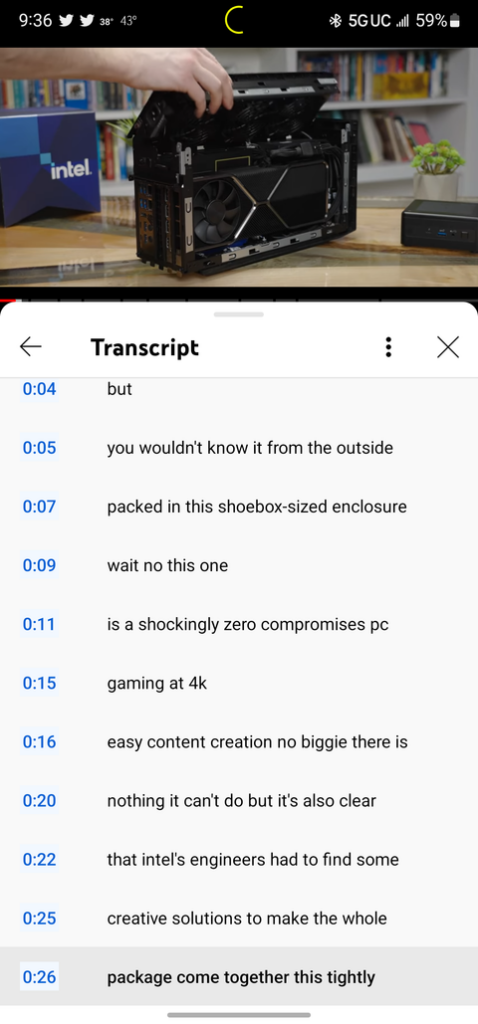 9:36 38° 43° 5GUC 59%
intel.
Transcript
0:04 but
0:05 you wouldn't know it from the outside
0:07 packed in this shoebox-sized enclosure
0:09 wait no this one
0:11 is a shockingly zero compromises pc
0:15 gaming at 4k
0:16 easy content creation no biggie there is
0:20 nothing it can't do but it's also clear
0:22 that intel's engineers had to find some
0:25 creative solutions to make the whole
0:26 package come together this tightly